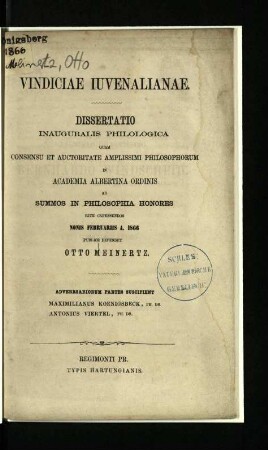 Königsberg
1866
Meinertz, Otto
VINDICIAE IUVENALIANAE.
DISSERTATIO
INAUGURALIS PHILOLOGICA
QUAM
CONSENSU ET AUCTORITATE AMPLISSIMI PHILOSOPHORUM
IN
ACADEMIA ALBERTINA ORDINIS
AD
SUMMOS IN PHILOSOPHIA HONORES
RITE CAPESSENDOS
NONIS FEBRUARIIS A. 1866
PUBLICE DEFENDET
OTTO MEINERTZ.
ADVERSARIORUM PARTES SUSCIPIENT
MAXIMILIANUS KOENIGSBECK, PH. DR.
ANTONIUS VIERTEL, PH. DR.
REGIMONTI PR.
TYPIS HARTUNGIANIS.